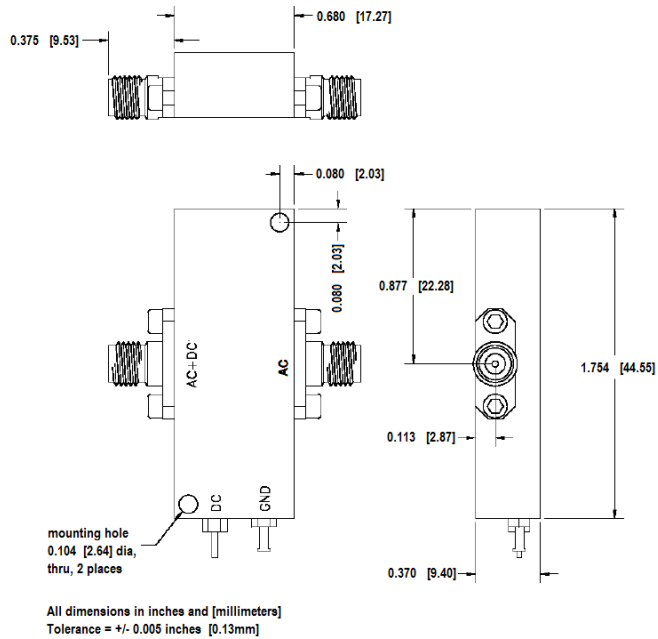 0.680 [17.27]
0.375 [9.53]
0.080 [2.03]
0.080 [2.03]
0.877 [22.28]
1.754 [44.55]
AC+DC
AC
0.113 [2.87]
DC
GND
mounting hole
0.104 [2.64] dia,
thru, 2 places
0.370 [9.40]
All dimensions in inches and [millimeters]
Tolerance = +/- 0.005 inches [0.13mm]